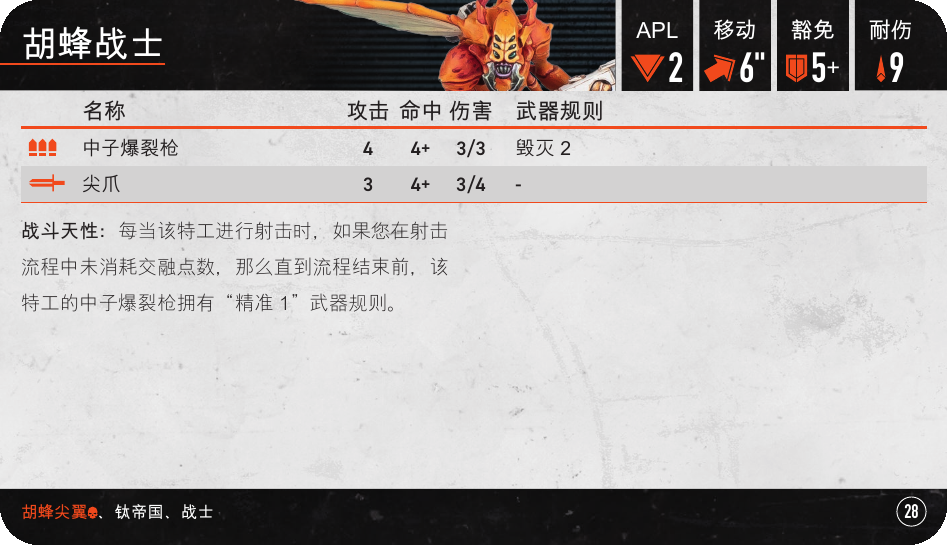 胡蜂战士
APL 移动 豁免 耐伤
2 6" 5+ 9
名称 攻击 命中 伤害 武器规则
中子爆裂枪 4 4+ 3/3 毁灭 2
尖爪 3 4+ 3/4 -
战斗天性：每当该特工进行射击时，如果您在射击
流程中未消耗交融点数，那么直到流程结束前，该
特工的中子爆裂枪拥有“精准 1”武器规则。
胡蜂尖翼、钛帝国、战士
28